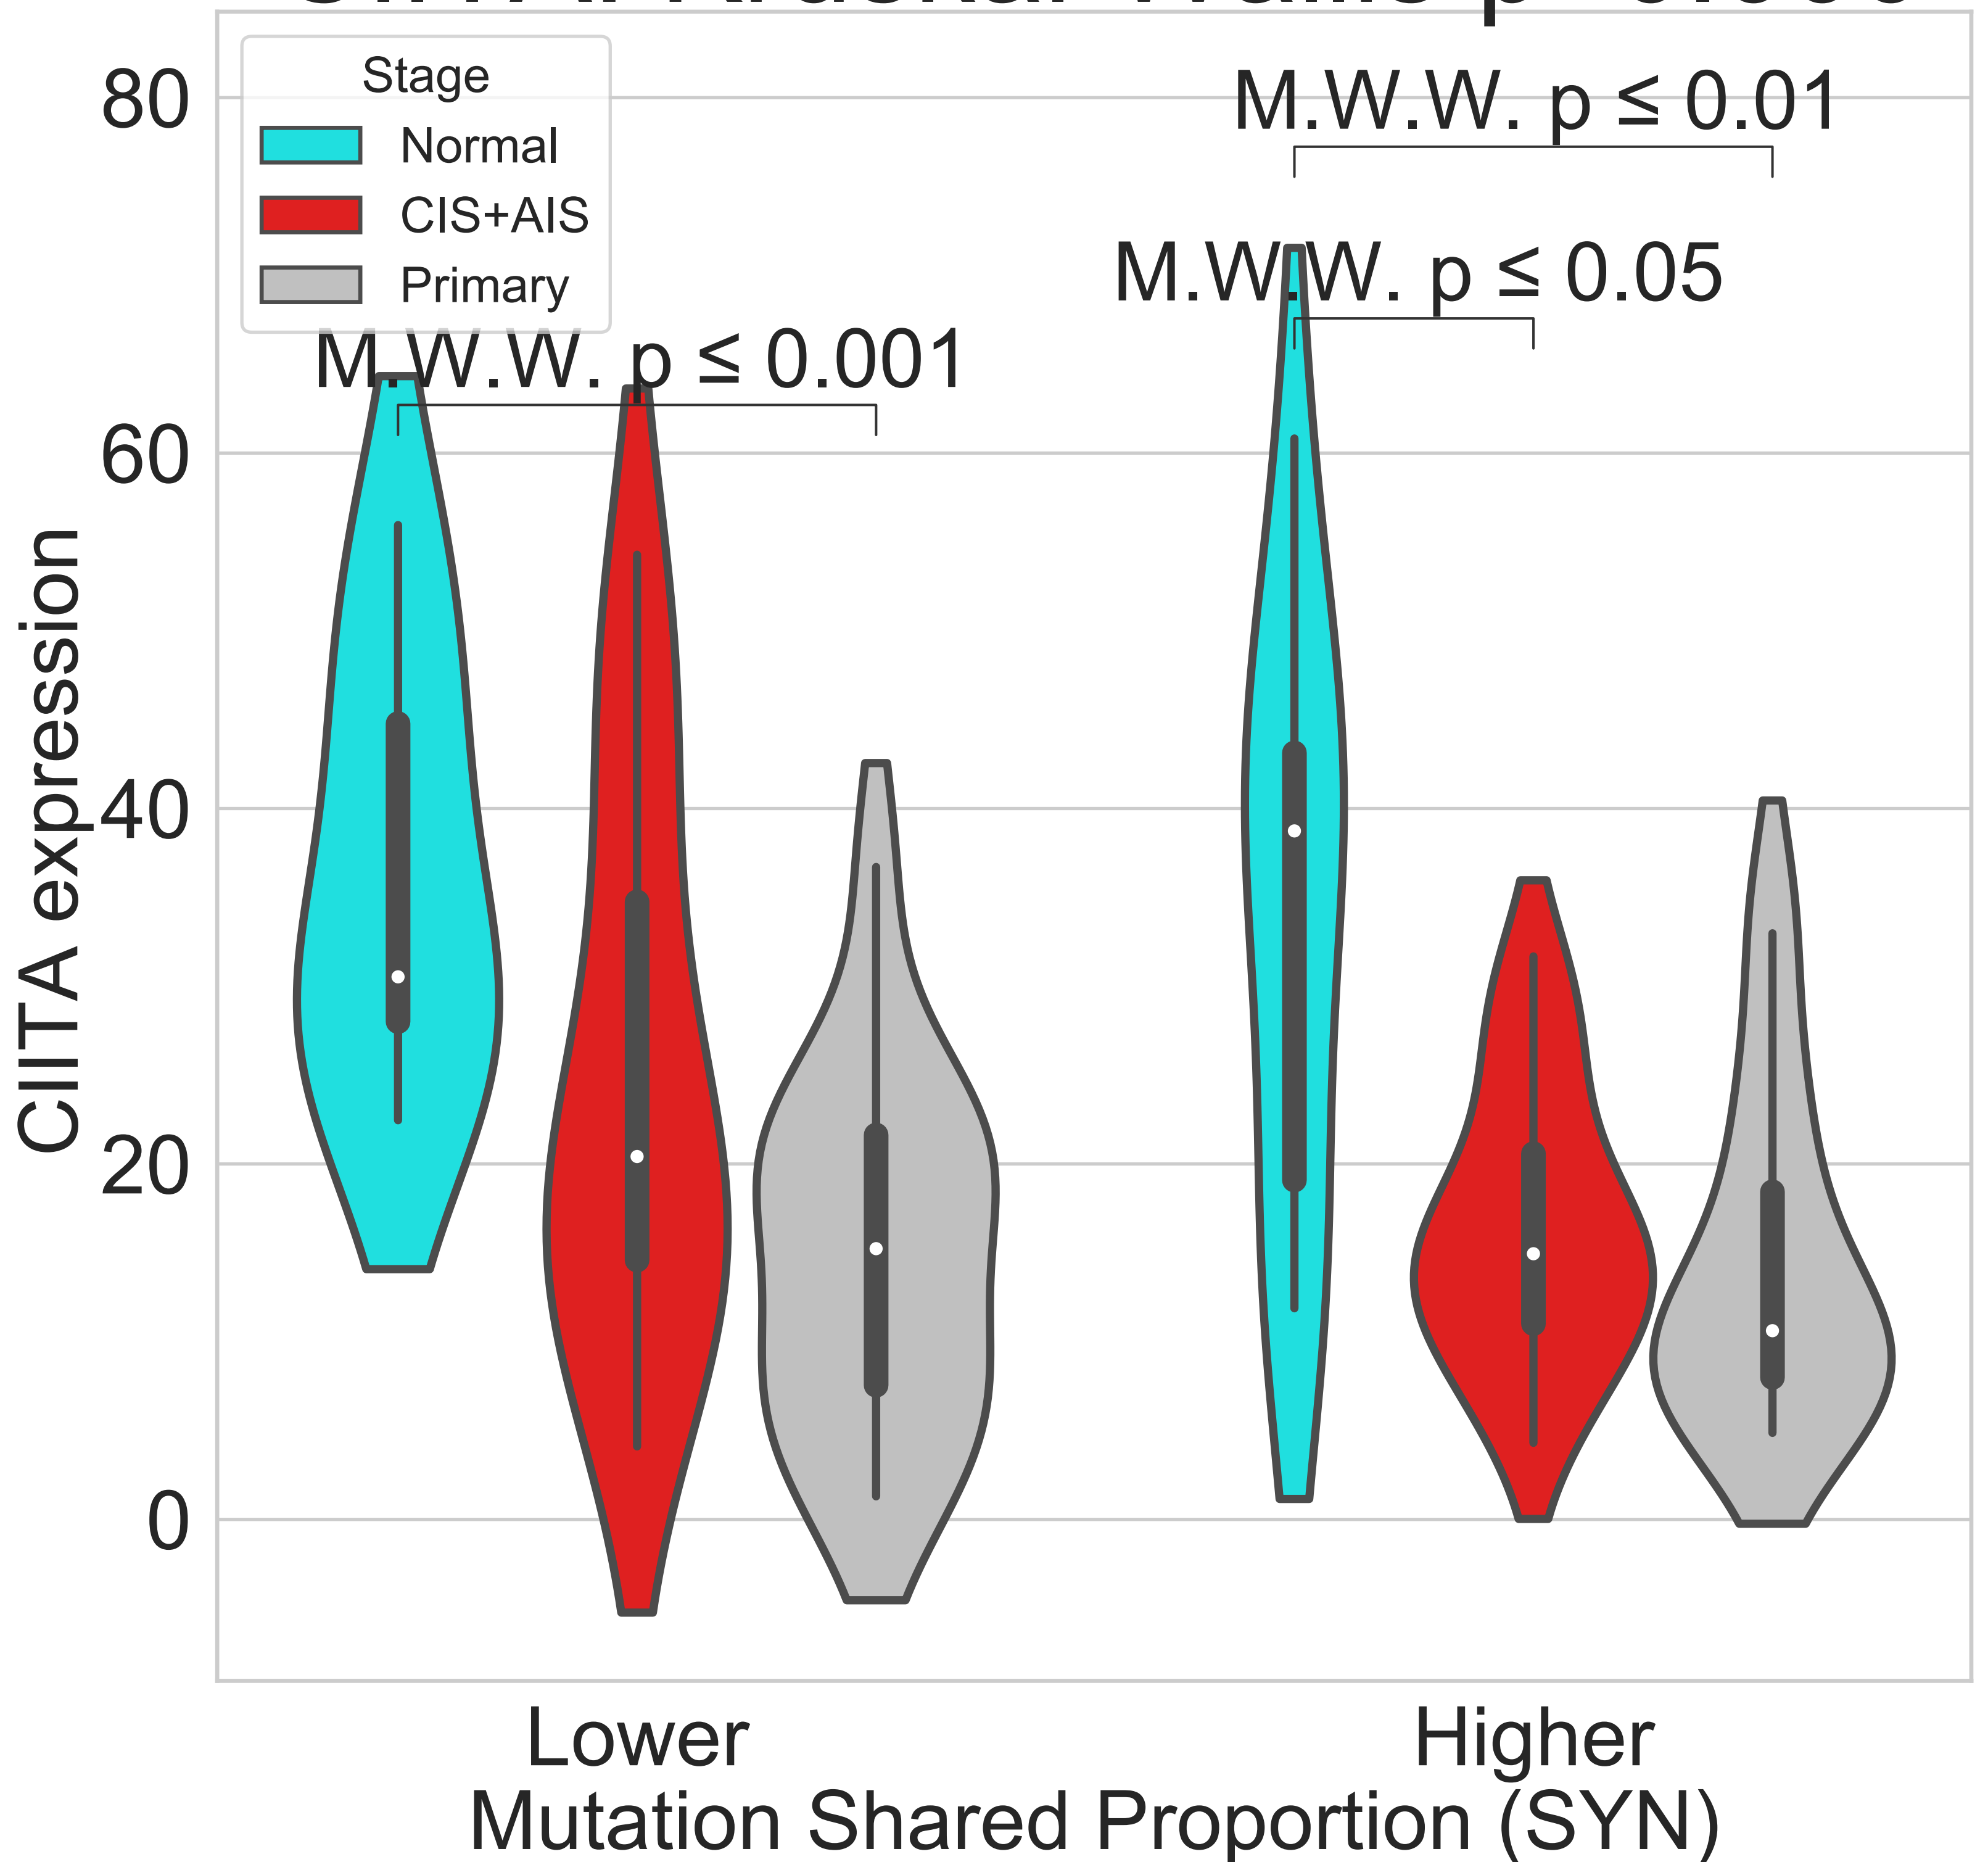 Stage
Normal
CIS+AIS
Primary
M.W.W. p ≤ 0.01
M.W.W. p ≤ 0.05
M.W.W. p ≤ 0.001
80
60
40
20
0
CIITA expression
Lower
Higher
Mutation Shared Proportion (SYN)